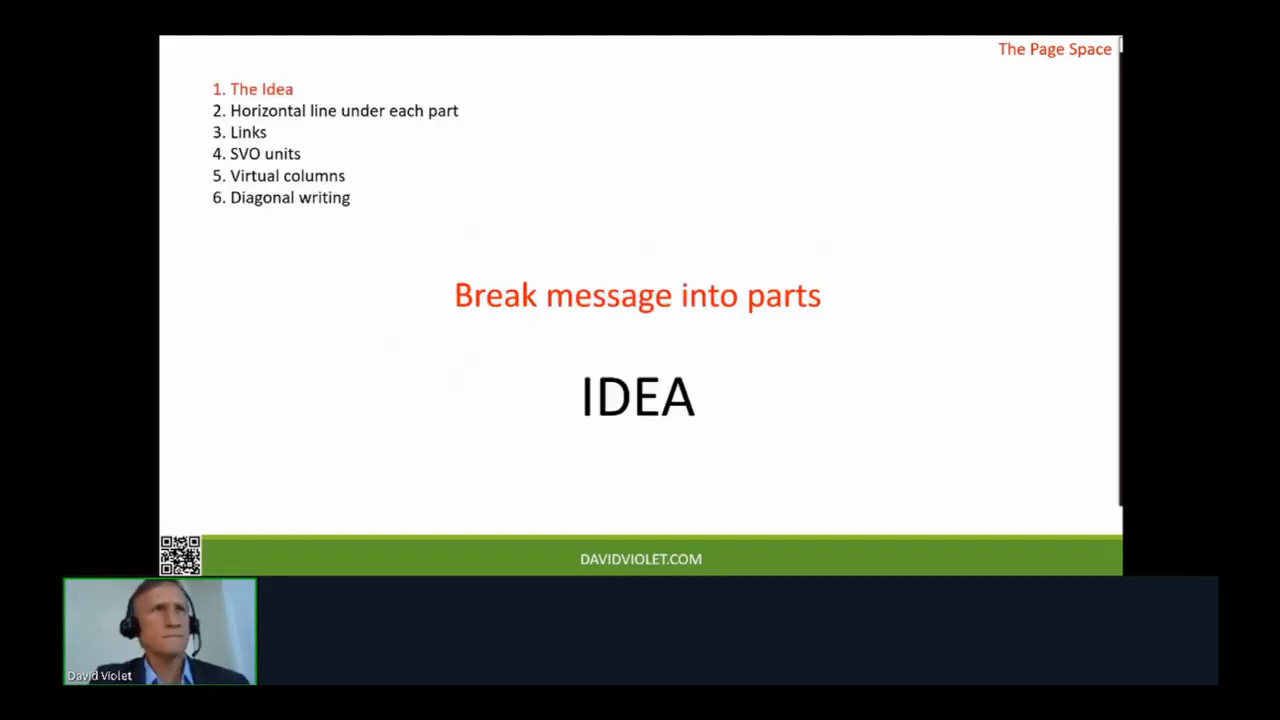 The Page Space
1. The Idea
2. Horizontal line under each part
3. Links
4. SVO units
5. Virtual columns
6. Diagonal writing
Break message into parts
IDEA
DAVIDVIOLET.COM
David Violet